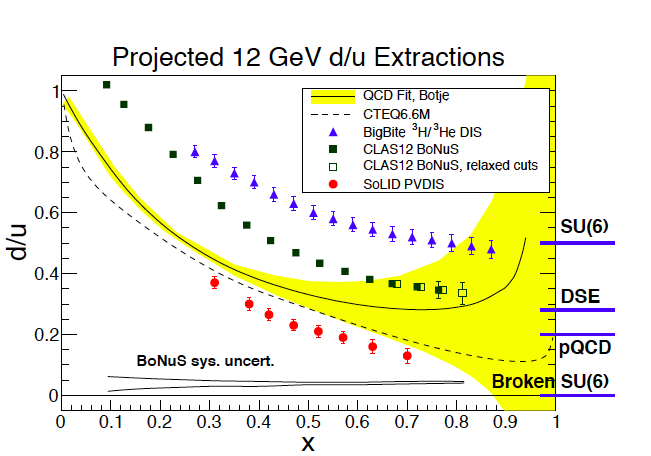 Projected 12 GeV d/u Extractions
QCD Fit, Botje
CTEQ6.6M
BigBite ³H/³He DIS
CLAS12 BoNuS
CLAS12 BoNuS, relaxed cuts
SoLID PVDIS
d/u
1
0.8
0.6
0.4
0.2
0
SU(6)
DSE
pQCD
Broken SU(6)
BoNuS sys. uncert.
0 0.1 0.2 0.3 0.4 0.5 0.6 0.7 0.8 0.9 1
x